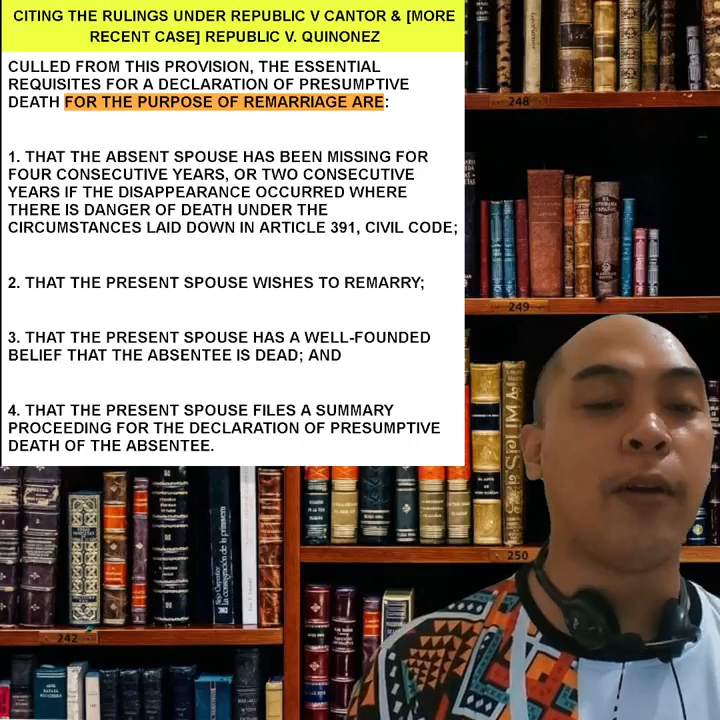 CITING THE RULINGS UNDER REPUBLIC V CANTOR & [MORE
RECENT CASE] REPUBLIC V. QUINONEZ
CULLED FROM THIS PROVISION, THE ESSENTIAL
REQUISITES FOR A DECLARATION OF PRESUMPTIVE
DEATH FOR THE PURPOSE OF REMARRIAGE ARE:
1. THAT THE ABSENT SPOUSE HAS BEEN MISSING FOR
FOUR CONSECUTIVE YEARS, OR TWO CONSECUTIVE
YEARS IF THE DISAPPEARANCE OCCURRED WHERE
THERE IS DANGER OF DEATH UNDER THE
CIRCUMSTANCES LAID DOWN IN ARTICLE 391, CIVIL CODE;
2. THAT THE PRESENT SPOUSE WISHES TO REMARRY;
3. THAT THE PRESENT SPOUSE HAS A WELL-FOUNDED
BELIEF THAT THE ABSENTEE IS DEAD; AND
4. THAT THE PRESENT SPOUSE FILES A SUMMARY
PROCEEDING FOR THE DECLARATION OF PRESUMPTIVE
DEATH OF THE ABSENTEE.
248
249
250
242